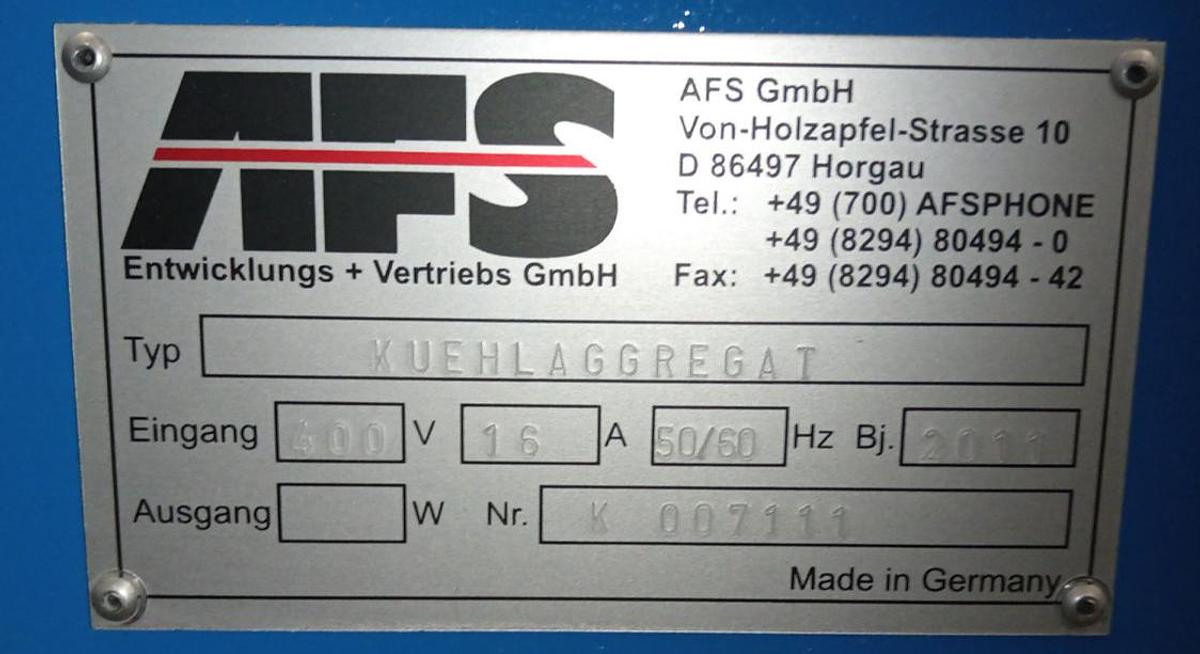 AFS
Entwicklungs + Vertriebs GmbH
AFS GmbH
Von-Holzapfel-Strasse 10
D 86497 Horgau
Tel.: +49 (700) AFSPHONE
+49 (8294) 80494 - 0
Fax: +49 (8294) 80494 - 42
Typ KUEHLAGGREGAT
Eingang 400 V 16 A 50/60 Hz Bj. 2011
Ausgang W Nr. K 007111
Made in Germany